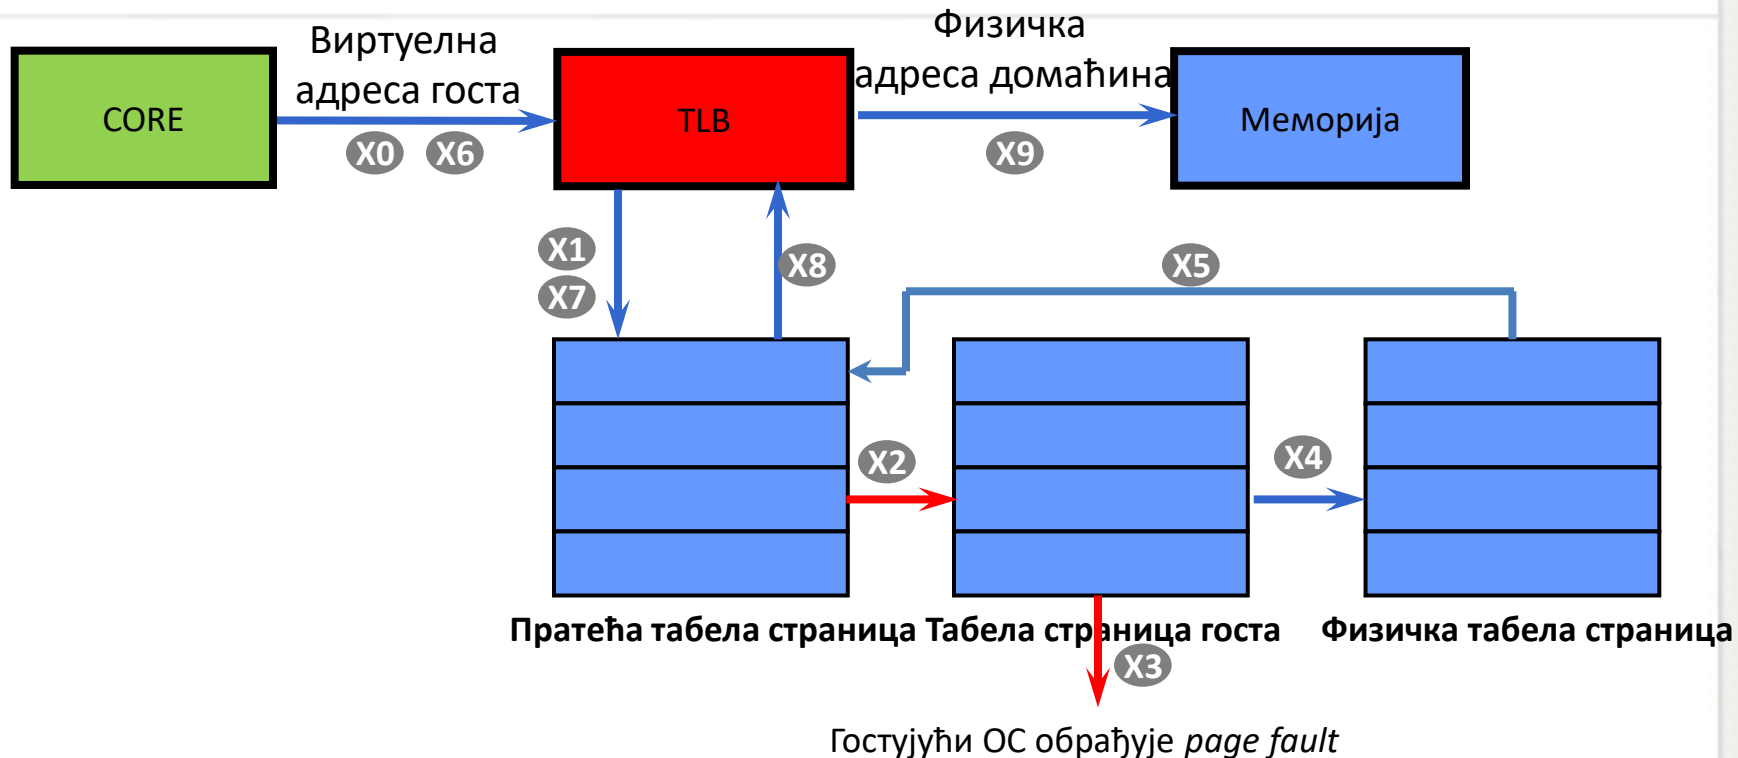 Виртуелна
адреса госта
Физичка
адреса домаћина
CORE
TLB
Меморија
X0 X6
X9
X1
X7
X8
X5
X2
X4
Пратећа табела страница
Табела страница госта
Физичка табела страница
X3
Гостујући ОС обрађује page fault